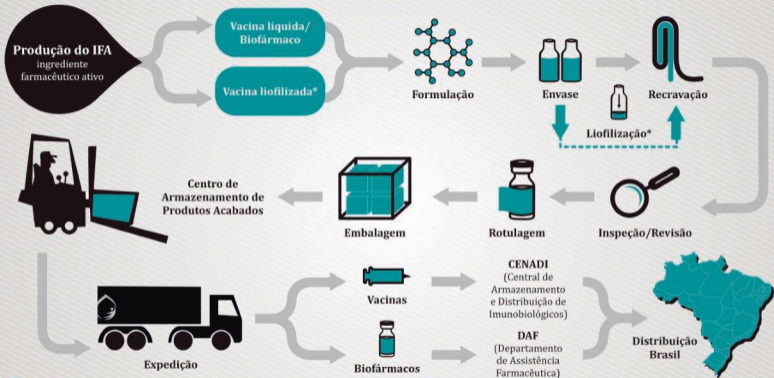 Produção do IFA
ingrediente
farmacêutico ativo
Vacina líquida/
Biofármaco
Vacina liofilizada*
Formulação
Envase
Recravação
Liofilização*
Inspeção/Revisão
Rotulagem
Embalagem
Centro de
Armazenamento de
Produtos Acabados
Expedição
Vacinas
Biofármacos
CENADI
(Central de
Armazenamento
e Distribuição de
Imunobiológicos)
DAF
(Departamento
de Assistência
Farmacêutica)
Distribuição
Brasil